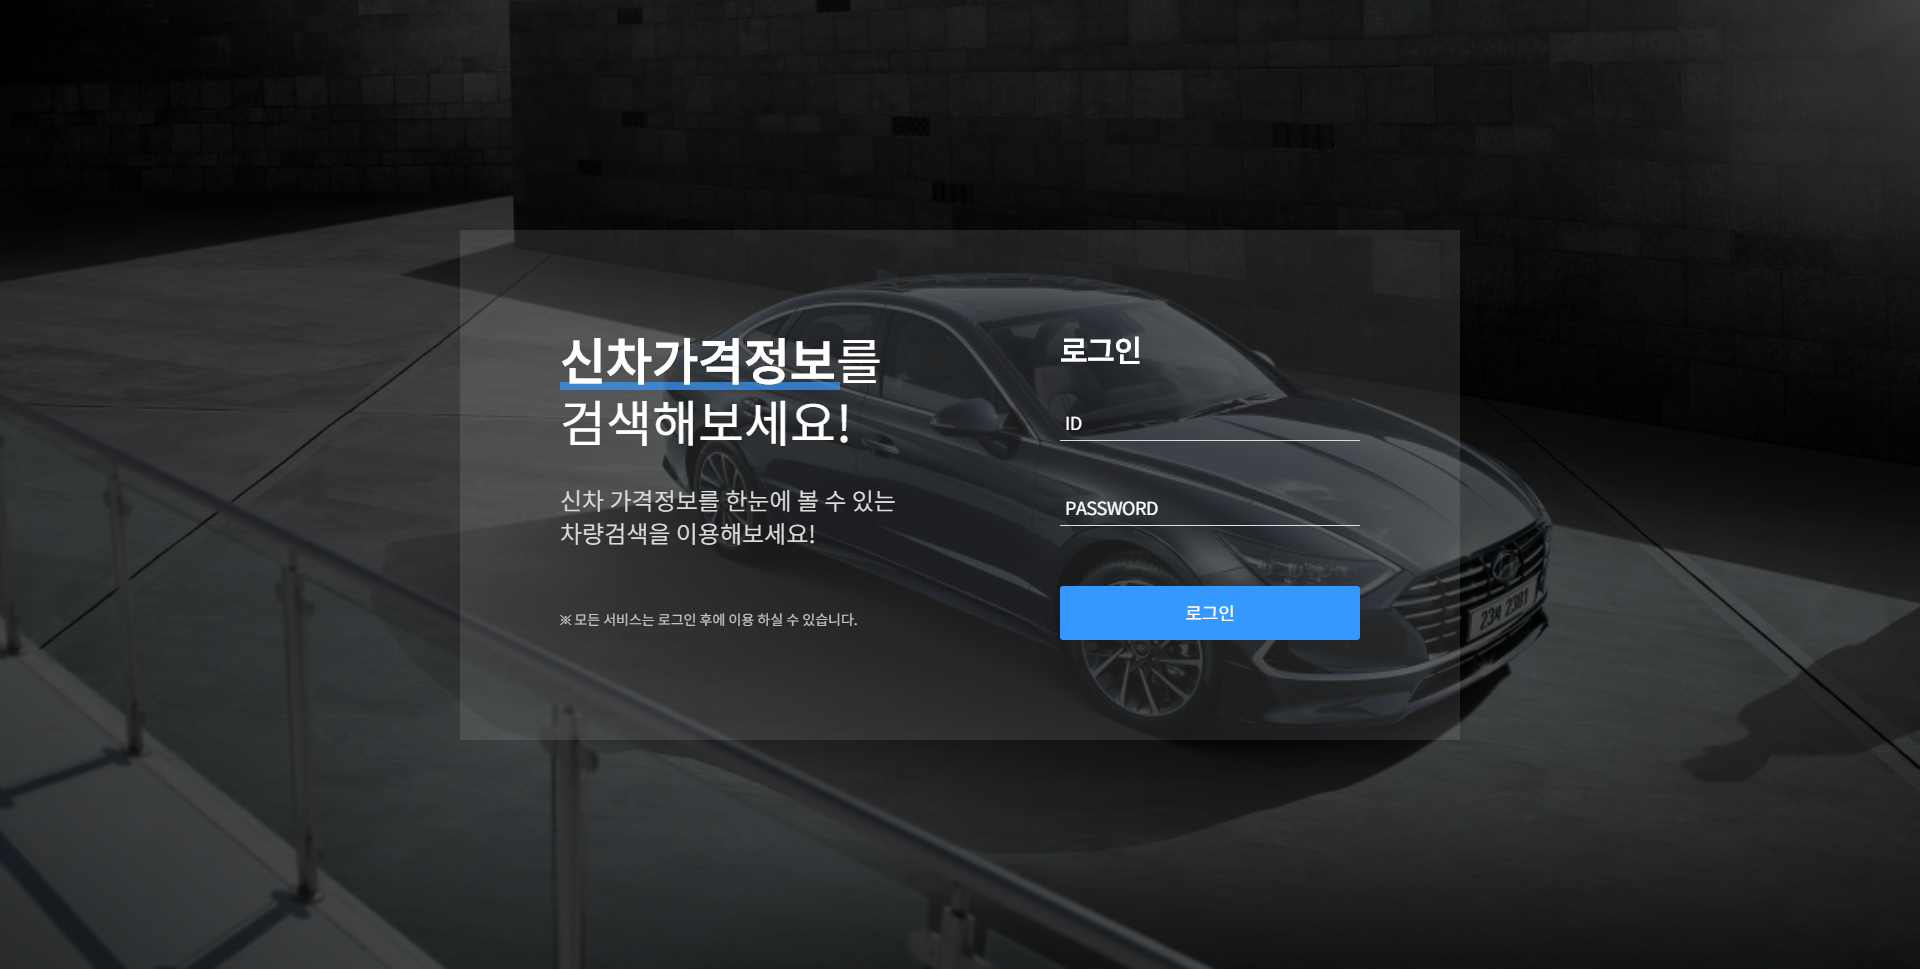 신차가격정보를
검색해보세요!
신차 가격정보를 한눈에 볼 수 있는
차량검색을 이용해보세요!
※ 모든 서비스는 로그인 후에 이용 하실 수 있습니다.
로그인
ID
PASSWORD
로그인